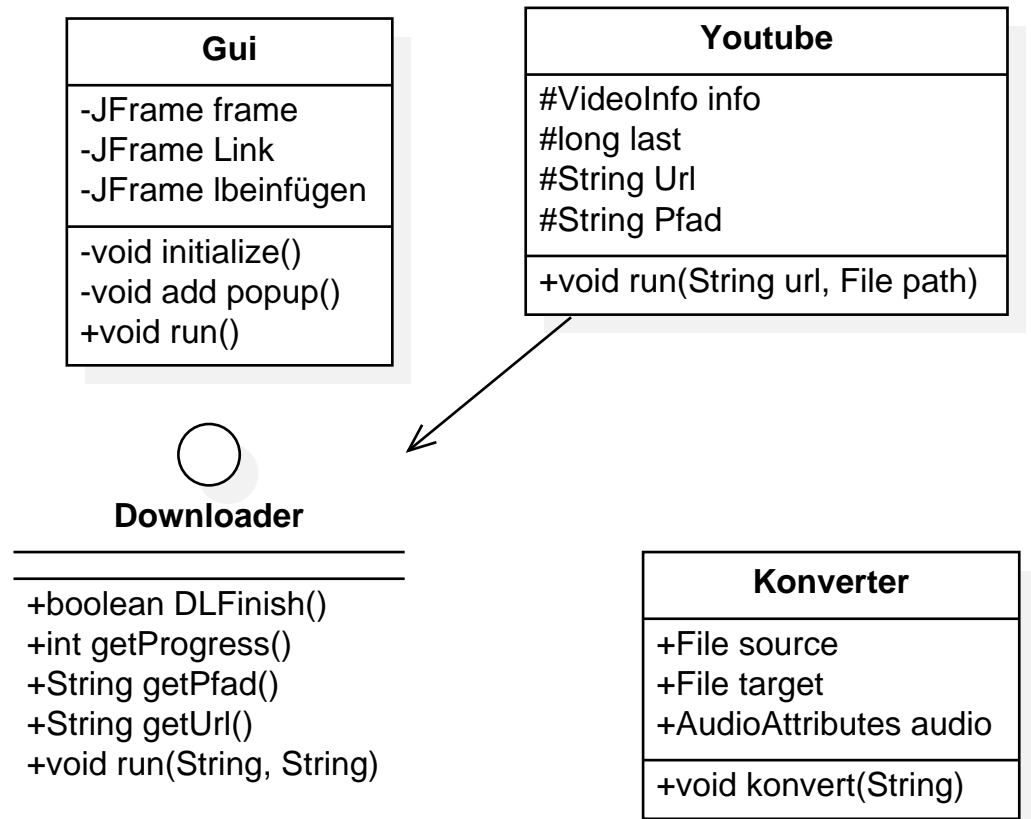 Gui
-JFrame frame
-JFrame Link
-JFrame lbeinfügen
-void initialize()
-void add popup()
+void run()
Youtube
#VideoInfo info
#long last
#String Url
#String Pfad
+void run(String url, File path)
Downloader
+boolean DLFinish()
+int getProgress()
+String getPfad()
+String getUrl()
+void run(String, String)
Konverter
+File source
+File target
+AudioAttributes audio
+void konvert(String)